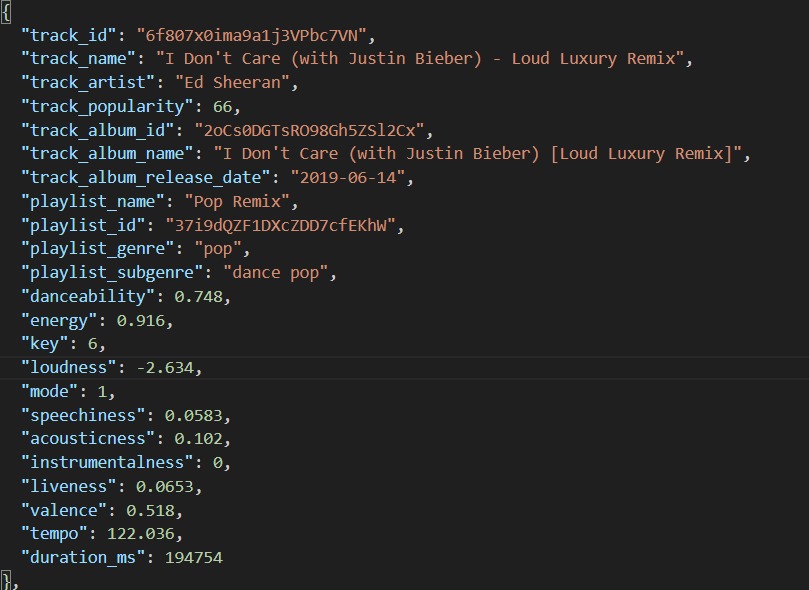 {
"track_id": "6f807x0ima9a1j3VPbc7VN",
"track_name": "I Don't Care (with Justin Bieber) - Loud Luxury Remix",
"track_artist": "Ed Sheeran",
"track_popularity": 66,
"track_album_id": "2oCs0DGTsRO98Gh5ZSl2Cx",
"track_album_name": "I Don't Care (with Justin Bieber) [Loud Luxury Remix]",
"track_album_release_date": "2019-06-14",
"playlist_name": "Pop Remix",
"playlist_id": "37i9dQZF1DXcZDD7cfEKhW",
"playlist_genre": "pop",
"playlist_subgenre": "dance pop",
"danceability": 0.748,
"energy": 0.916,
"key": 6,
"loudness": -2.634,
"mode": 1,
"speechiness": 0.0583,
"acousticness": 0.102,
"instrumentalness": 0,
"liveness": 0.0653,
"valence": 0.518,
"tempo": 122.036,
"duration_ms": 194754
},